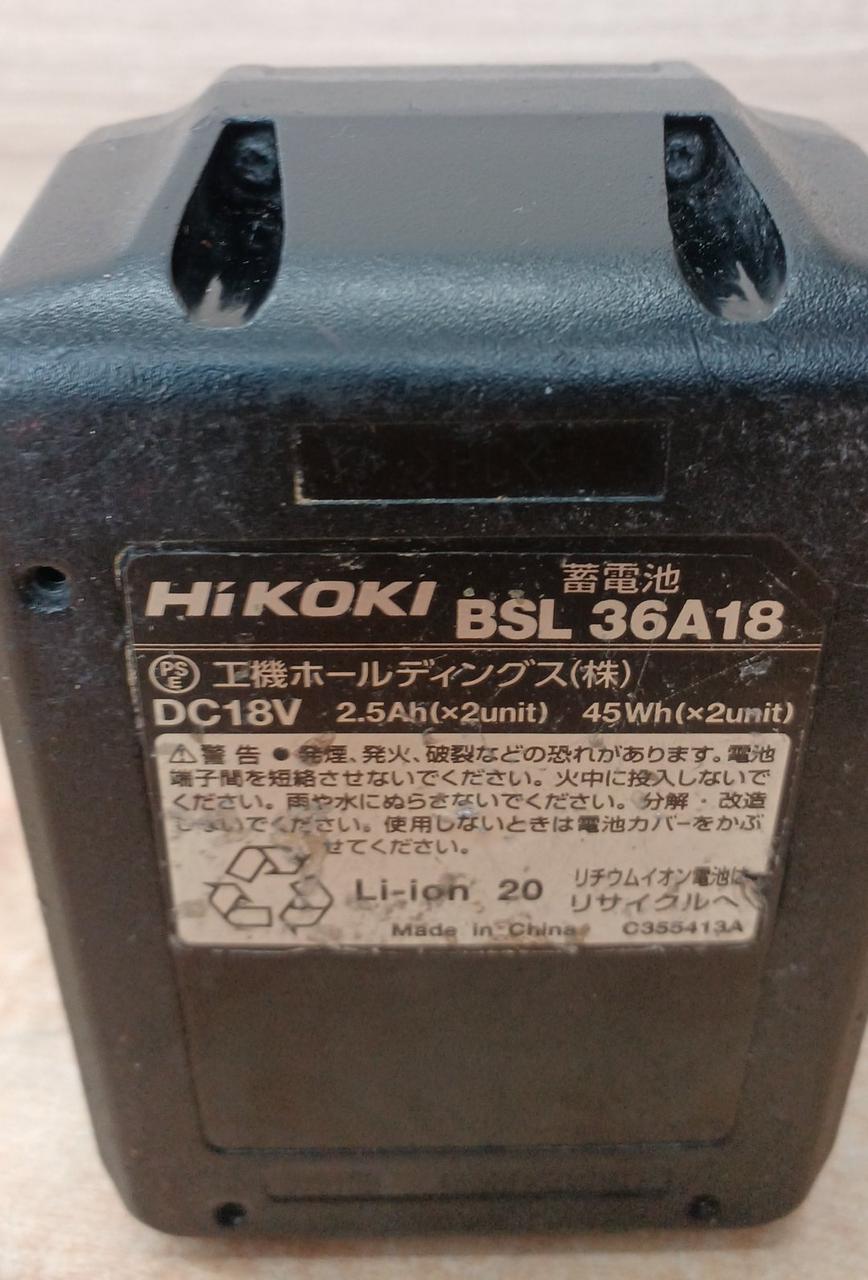 >PC<
HiKOKI 蓄電池
BSL 36A18
PSE 工機ホールディングス(株)
DC18V 2.5Ah(×2unit) 45Wh(×2unit)
⚠警告 ● 発煙、発火、破裂などの恐れがあります。電池
端子間を短絡させないでください。火中に投入しないで
ください。雨や水にぬらさないでください。分解・改造
しないでください。使用しないときは電池カバーをかぶ
せてください。
Li-ion 20 リチウムイオン電池は
リサイクルへ
Made in China C355413A